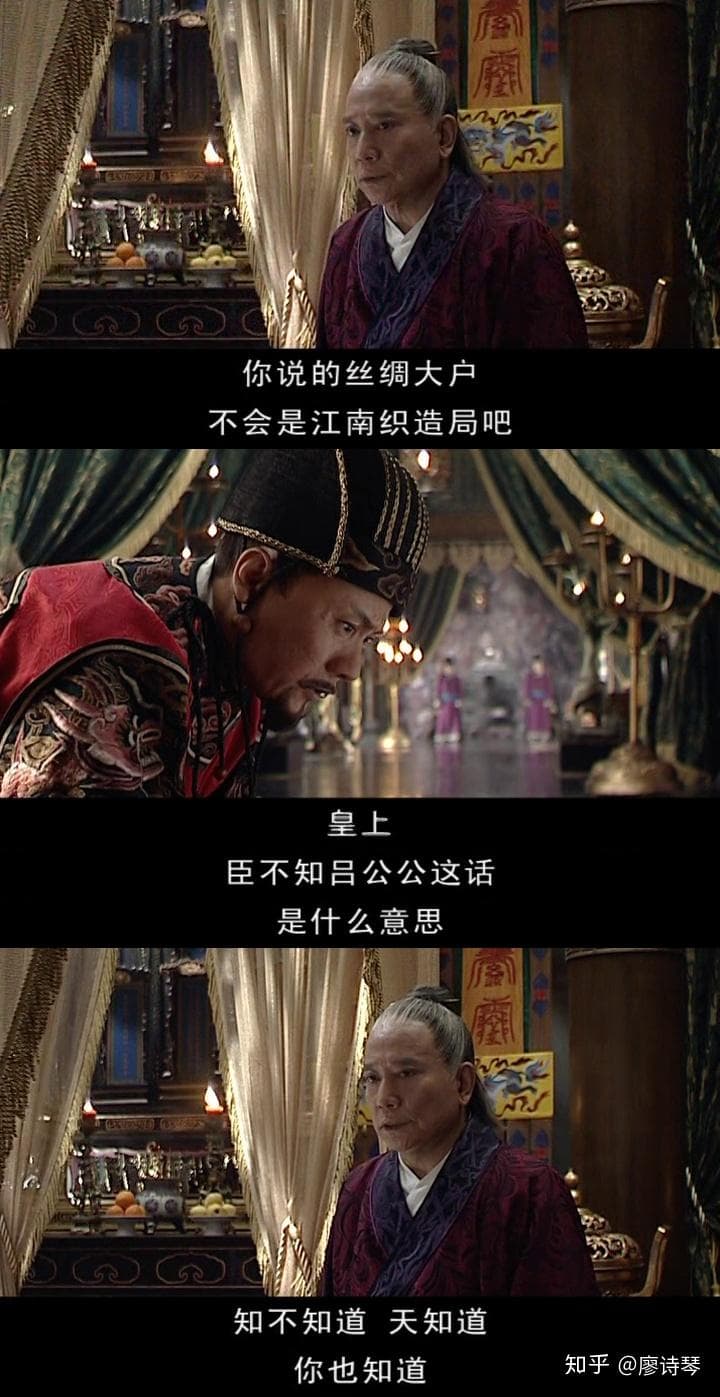 你说的丝绸大户
不会是江南织造局吧
皇上
臣不知吕公公这话
是什么意思
知不知道 天知道
你也知道
知乎 @廖诗琴